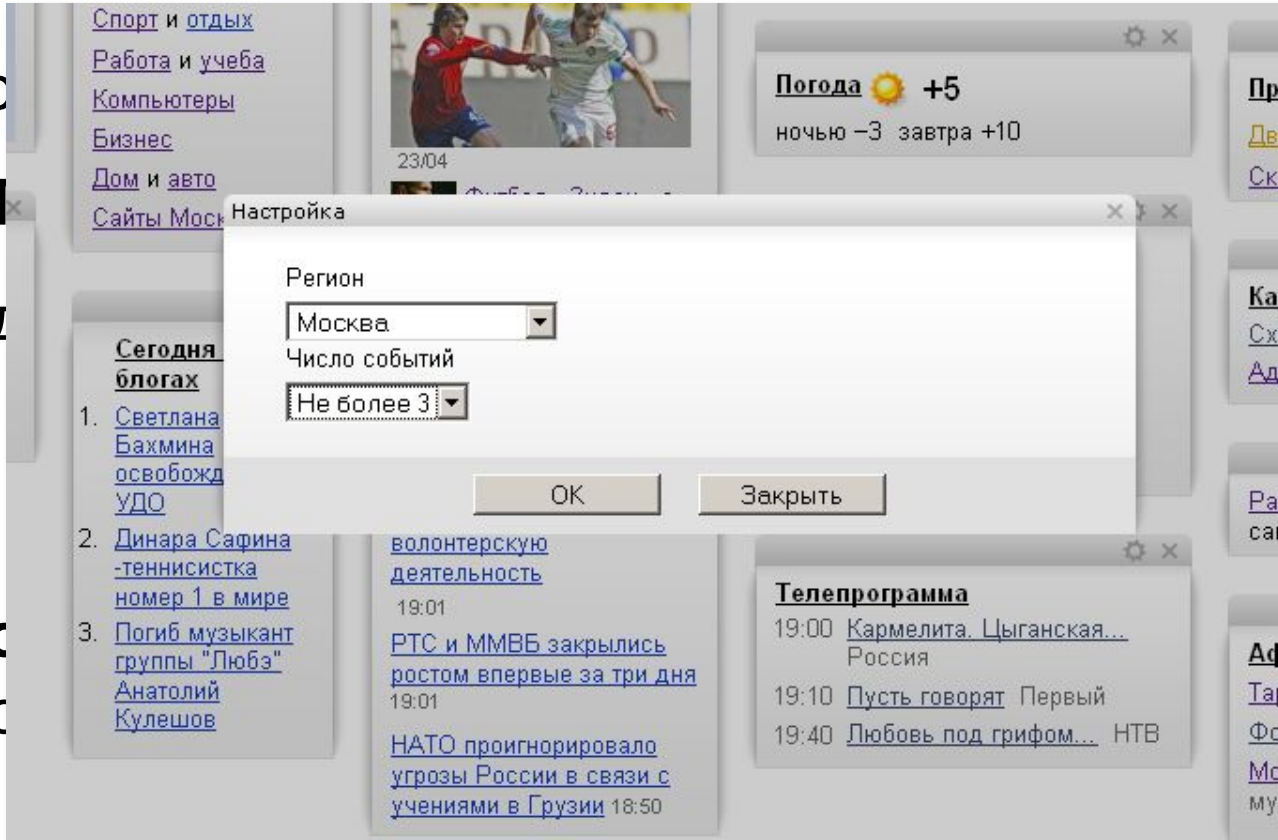 Спорт и отдых
Работа и учеба
Компьютеры
Бизнес
Дом и авто
Сайты
23/04
Погода +5
ночью –3 завтра +10
Настройка
Регион
Москва
Число событий
Не более 3
OK
Закрыть
Сегодня
блогах
1. Светлана
Бахмина
УДО
2. Динара Сафина
-теннисистка
номер 1 в мире
3. Погиб музыкант
группы "Любэ"
Анатолий
Кулешов
волонтерскую
деятельность
19:01
РТС и ММВБ закрылись
ростом впервые за три дня
19:01
НАТО проигнорировало
угрозы России в связи с
учениями в Грузии 18:50
Телепрограмма
19:00 Кармелита. Цыганская...
Россия
19:10 Пусть говорят Первый
19:40 Любовь под грифом... НТВ